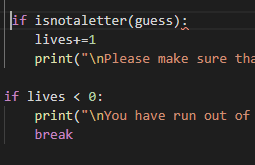 if isnotaletter(guess):
lives+=1
print("\nPlease make sure tha
if lives < 0:
print("\nYou have run out of
break